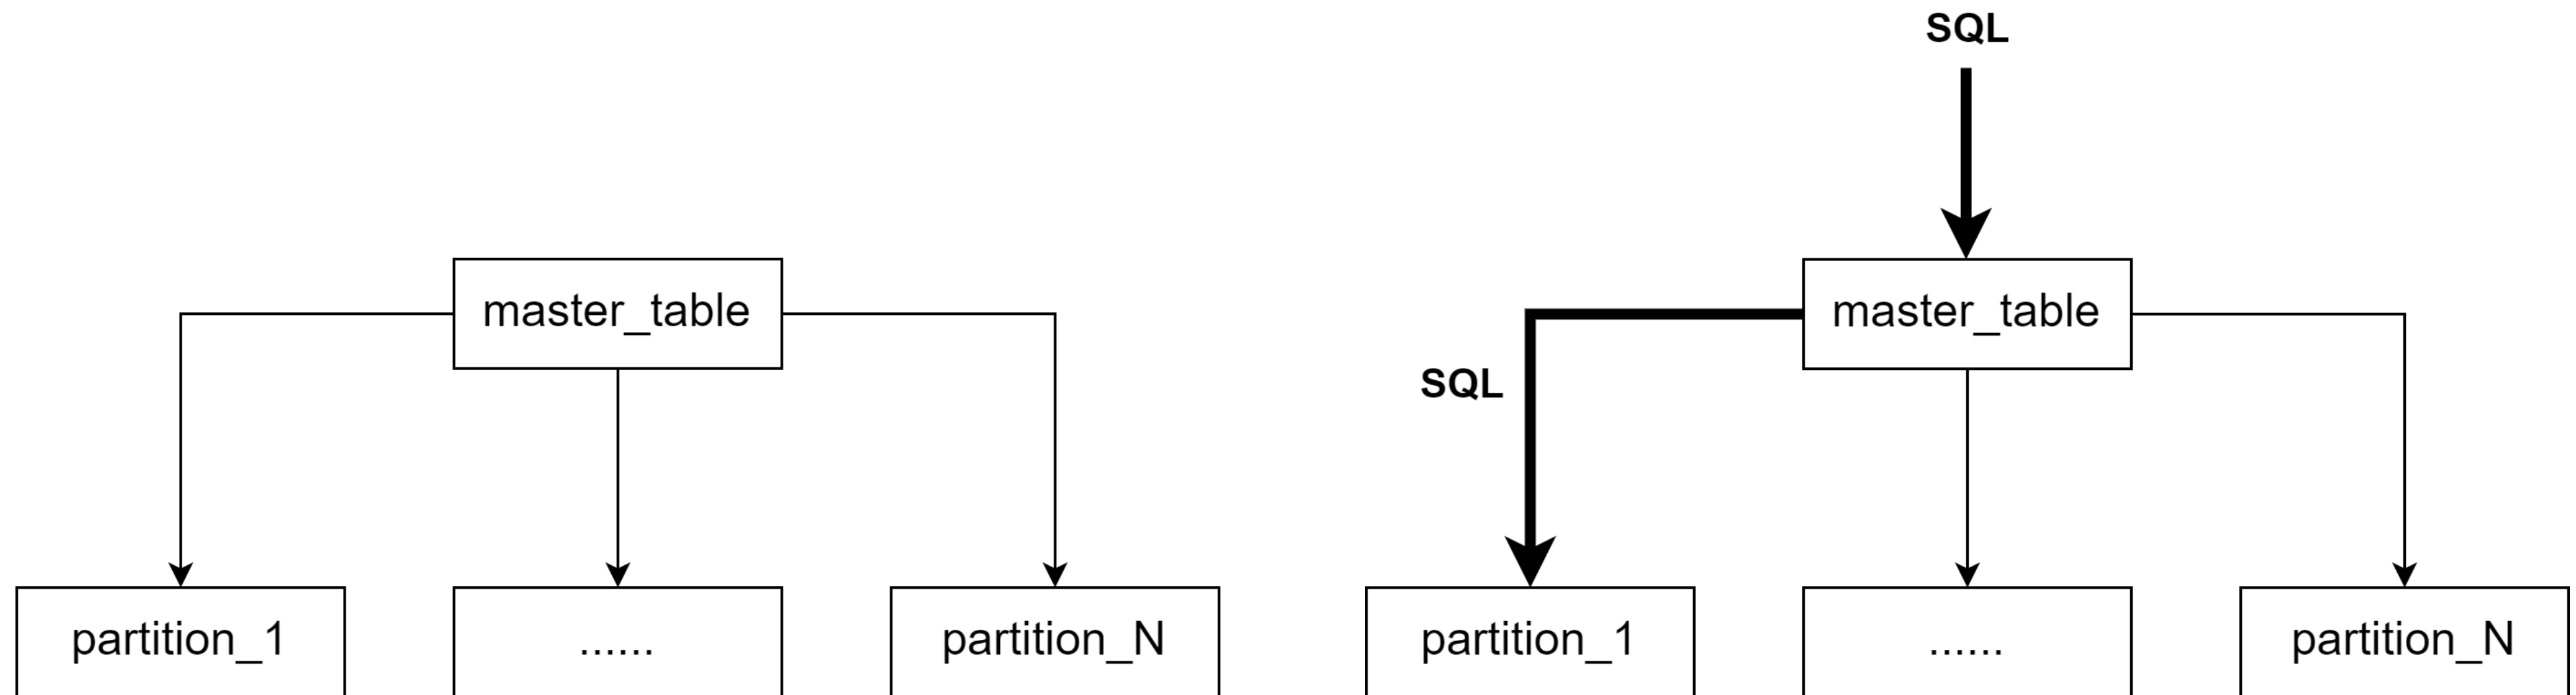 SQL
master_table
master_table
SQL
partition_1
......
partition_N
partition_1
......
partition_N